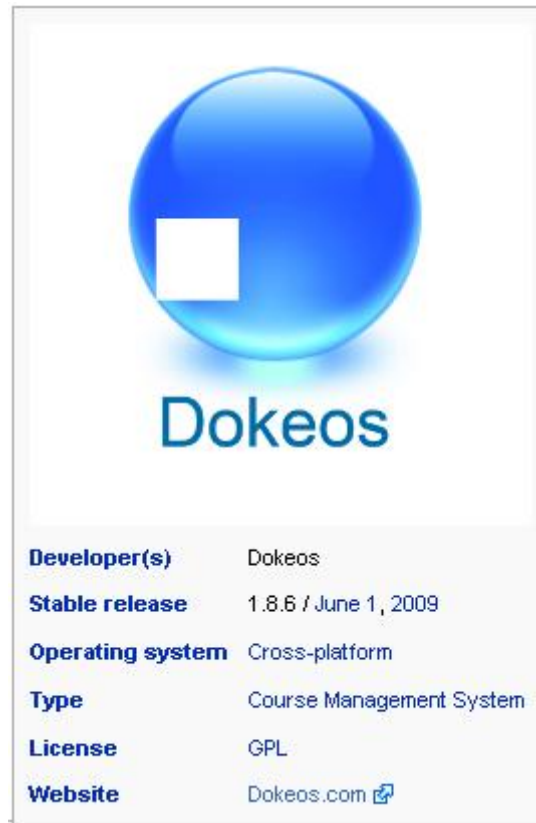 Dokeos
Developer(s) Dokeos
Stable release 1.8.6 / June 1, 2009
Operating system Cross-platform
Type Course Management System
License GPL
Website Dokeos.com